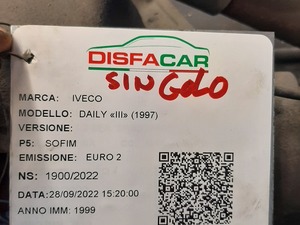 DISFACAR
SINGOLO
MARCA: IVECO
MODELLO: DAILY «III» (1997)
VERSIONE:
P5: SOFIM
EMISSIONE: EURO 2
NS: 1900/2022
DATA:28/09/2022 15:20:00
ANNO IMM: 1999